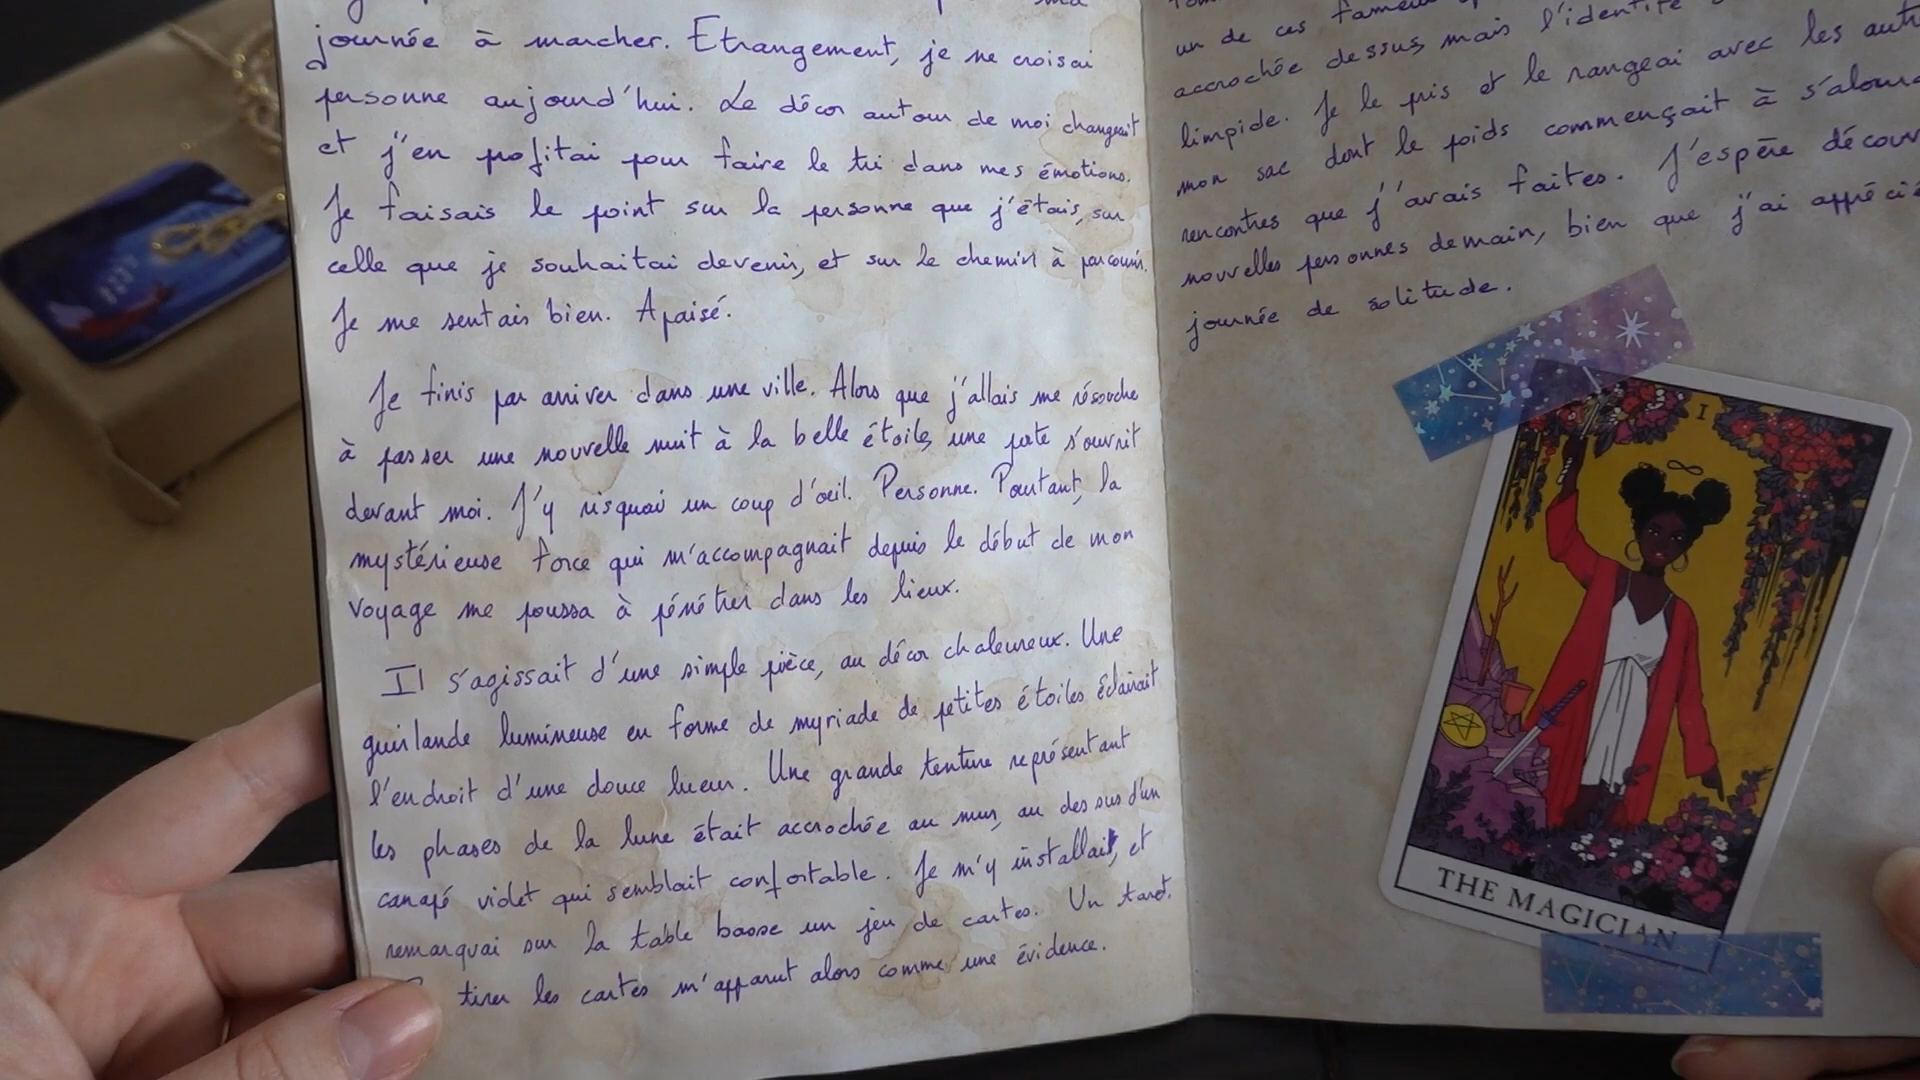 journée à marcher. Etrangement, je ne croisai
personne aujourd'hui. Le décor autour de moi changeait
et j'en profitai pour faire le tri dans mes émotions.
Je faisais le point sur la personne que j'étais, sur
celle que je souhaitai devenir, et sur le chemin à parcourir.
Je me sentais bien. Apaisé.
Je finis par arriver dans une ville. Alors que j'allais me résoudre
à passer une nouvelle nuit à la belle étoile, une porte s'ouvrit
devant moi. J'y risquai un coup d'œil. Personne. Pourtant, la
mystérieuse force qui m'accompagnait depuis le début de mon
voyage me poussa à pénétrer dans les lieux.
Il s'agissait d'une simple pièce, au décor chaleureux. Une
guirlande lumineuse en forme de myriade de petites étoiles éclairait
l'endroit d'une douce lueur. Une grande tenture représentant
les phases de la lune était accrochée au mur, au dessus d'un
canapé violet qui semblait confortable. Je m'y installai, et
remarquai sur la table basse un jeu de cartes. Un tarot.
tirer les cartes m'apparut alors comme une évidence.
un de ces
accrochée dessus, mais l'identité
limpide. Je le pris et le rangeai avec les
mon sac dont le poids commençait à
rencontres que j'avais faites. J'espère
nouvelles personnes demain, bien que j'ai
journée de solitude.
I
THE MAGICIAN